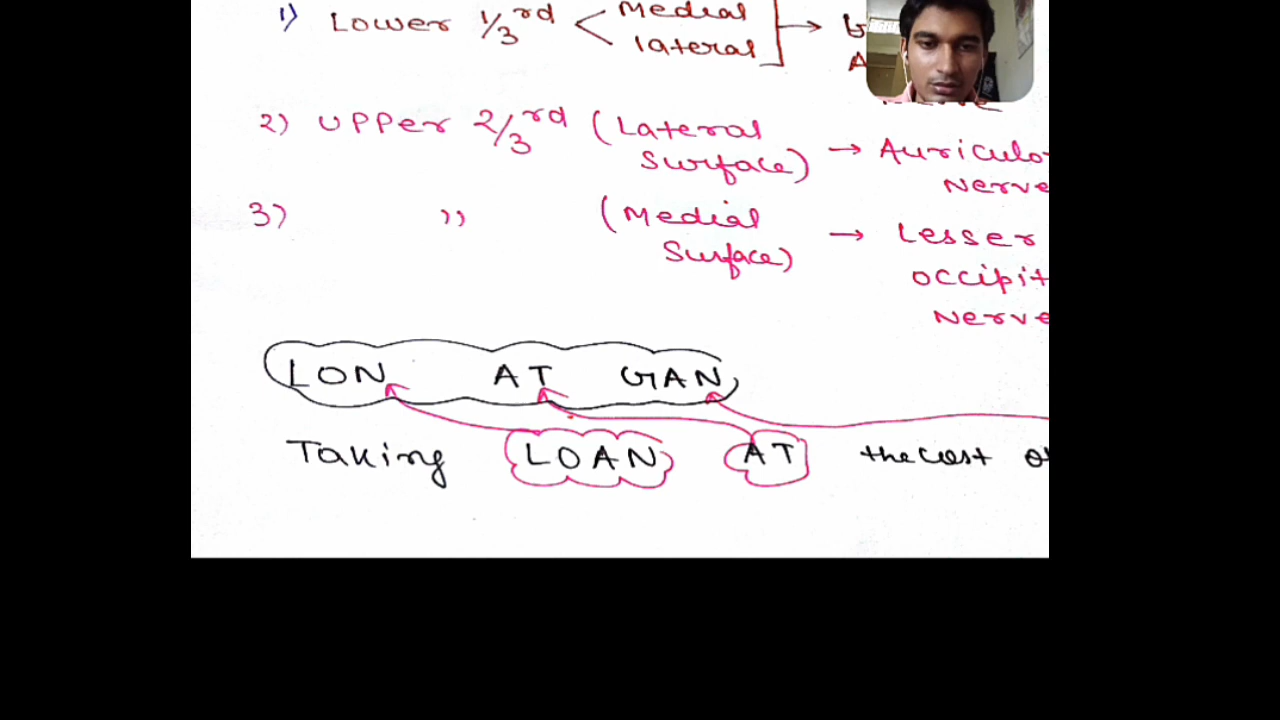 1) Lower 1/3rd < Medial
lateral ] →
2) Upper 2/3rd (Lateral
Surface) → Auriculo
Nerve
3) ,, (Medial
Surface) → Lesser
occipit
Nerve
LON AT GAN
Taking LOAN AT the cost of